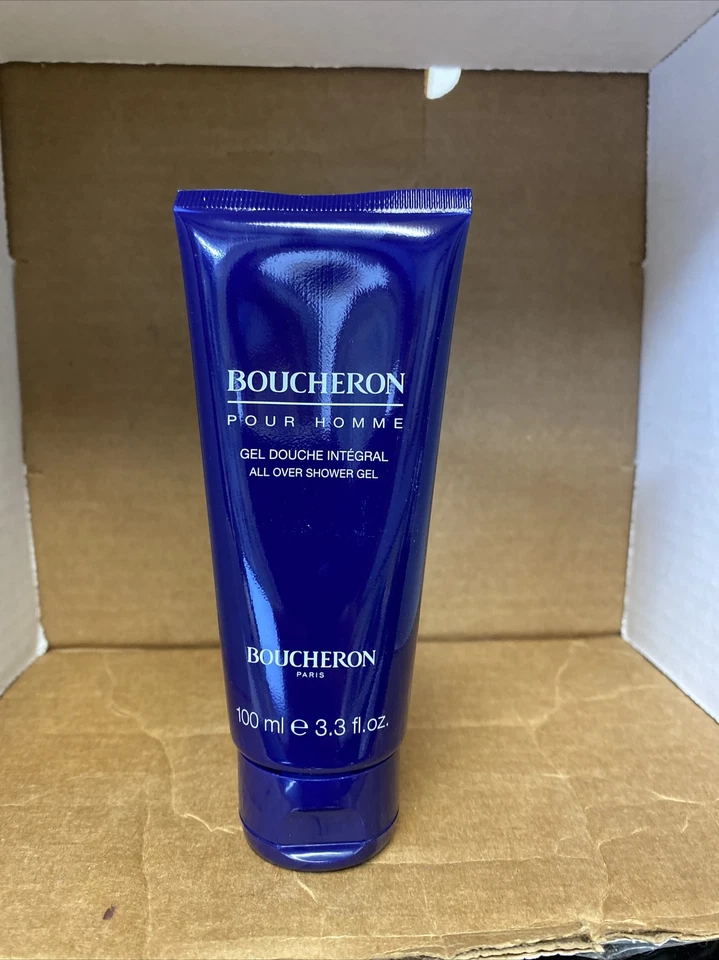 BOUCHERON
POUR HOMME
GEL DOUCHE INTÉGRAL
ALL OVER SHOWER GEL
BOUCHERON
PARIS
100 ml ℮ 3.3 fl.oz.